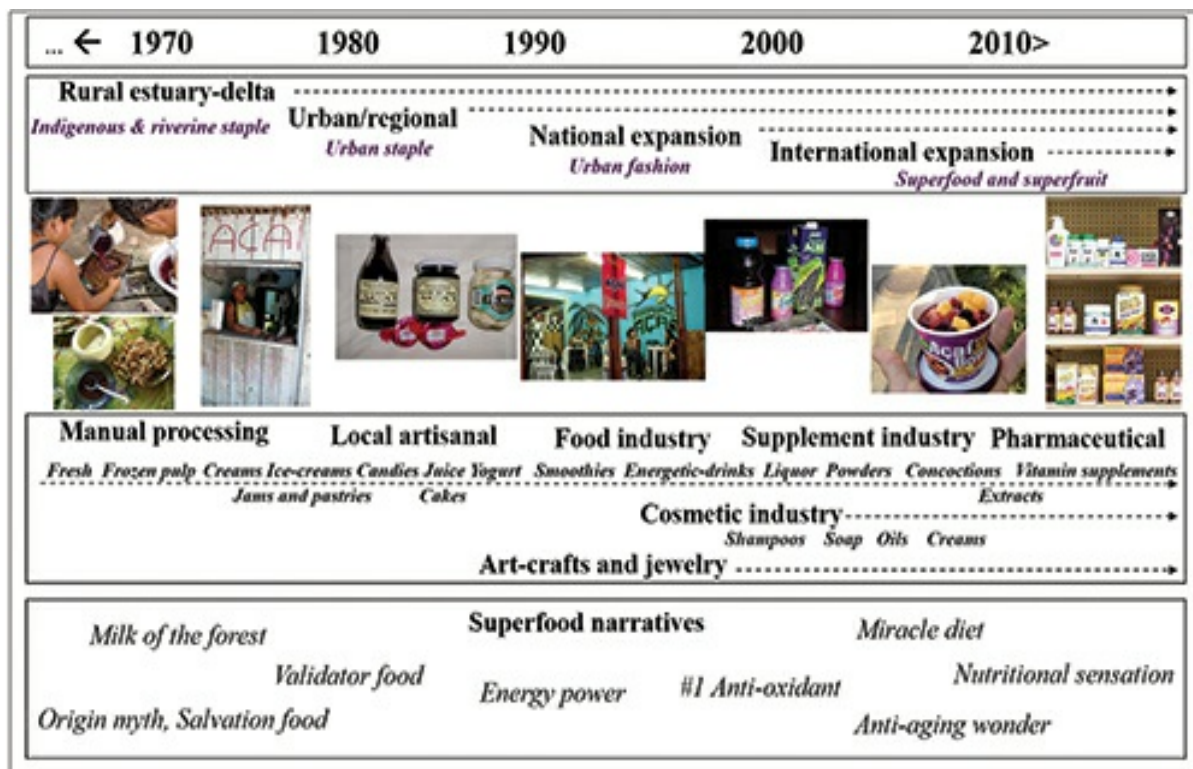 ... ← 1970 1980 1990 2000 2010>
Rural estuary-delta
Indigenous & riverine staple
Urban/regional
Urban staple
National expansion
Urban fashion
International expansion
Superfood and superfruit
AÇAI
Manual processing Local artisanal Food industry Supplement industry Pharmaceutical
Fresh Frozen pulp Creams Ice-creams Candies Juice Yogurt Smoothies Energetic-drinks Liquor Powders Concoctions Vitamin supplements
Jams and pastries Cakes Extracts
Cosmetic industry
Shampoos Soap Oils Creams
Art-crafts and jewelry
Superfood narratives
Milk of the forest
Miracle diet
Validator food
Energy power
#1 Anti-oxidant
Nutritional sensation
Origin myth, Salvation food
Anti-aging wonder